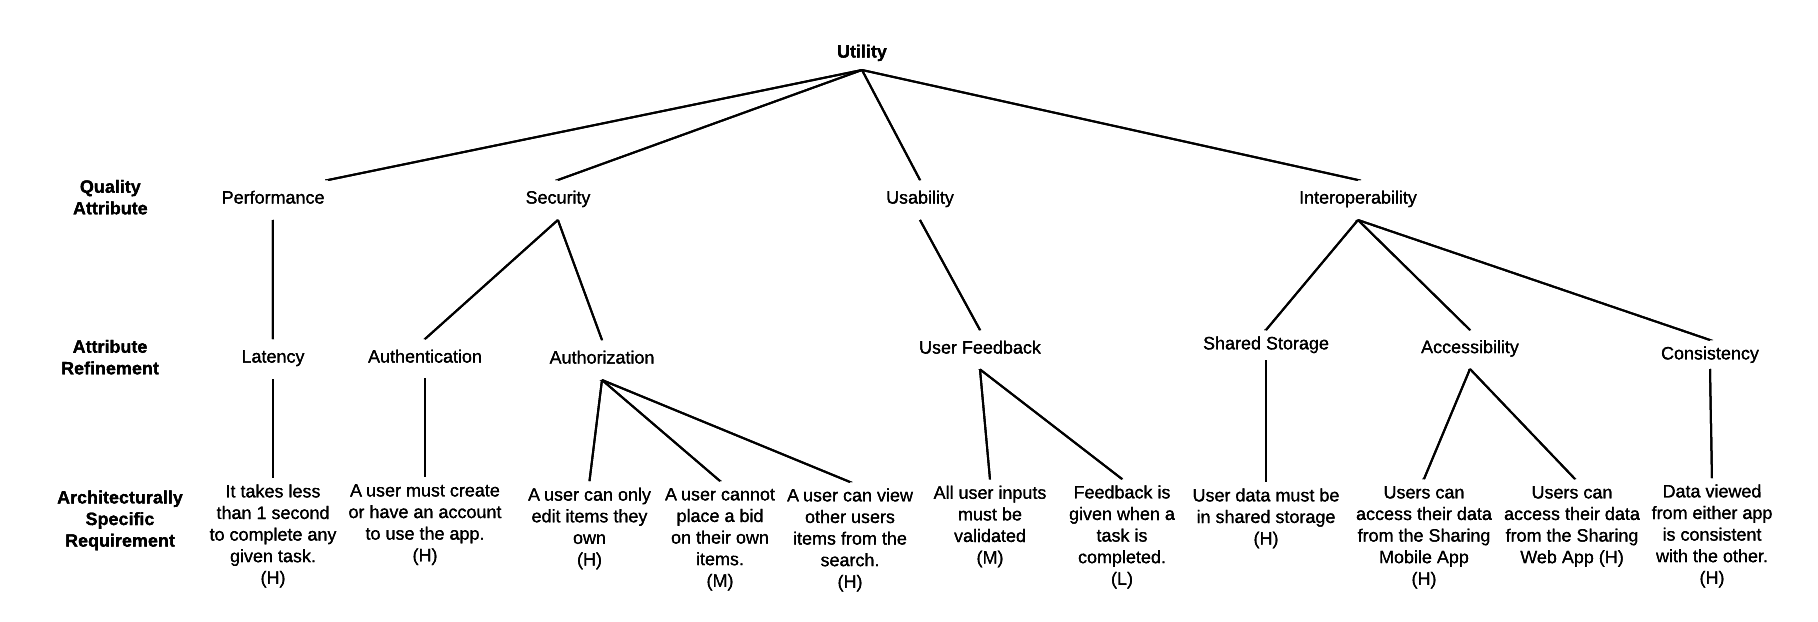 Utility
Quality
Attribute
Performance
Security
Usability
Interoperability
Attribute
Refinement
Latency
Authentication
Authorization
User Feedback
Shared Storage
Accessibility
Consistency
Architecturally
Specific
Requirement
It takes less
than 1 second
to complete any
given task.
(H)
A user must create
or have an account
to use the app.
(H)
A user can only
edit items they
own
(H)
A user cannot
place a bid
on their own
items.
(M)
A user can view
other users
items from the
search.
(H)
All user inputs
must be
validated
(M)
Feedback is
given when a
task is
completed.
(L)
User data must be
in shared storage
(H)
Users can
access their data
from the Sharing
Mobile App
(H)
Users can
access their data
from the Sharing
Web App (H)
Data viewed
from either app
is consistent
with the other.
(H)